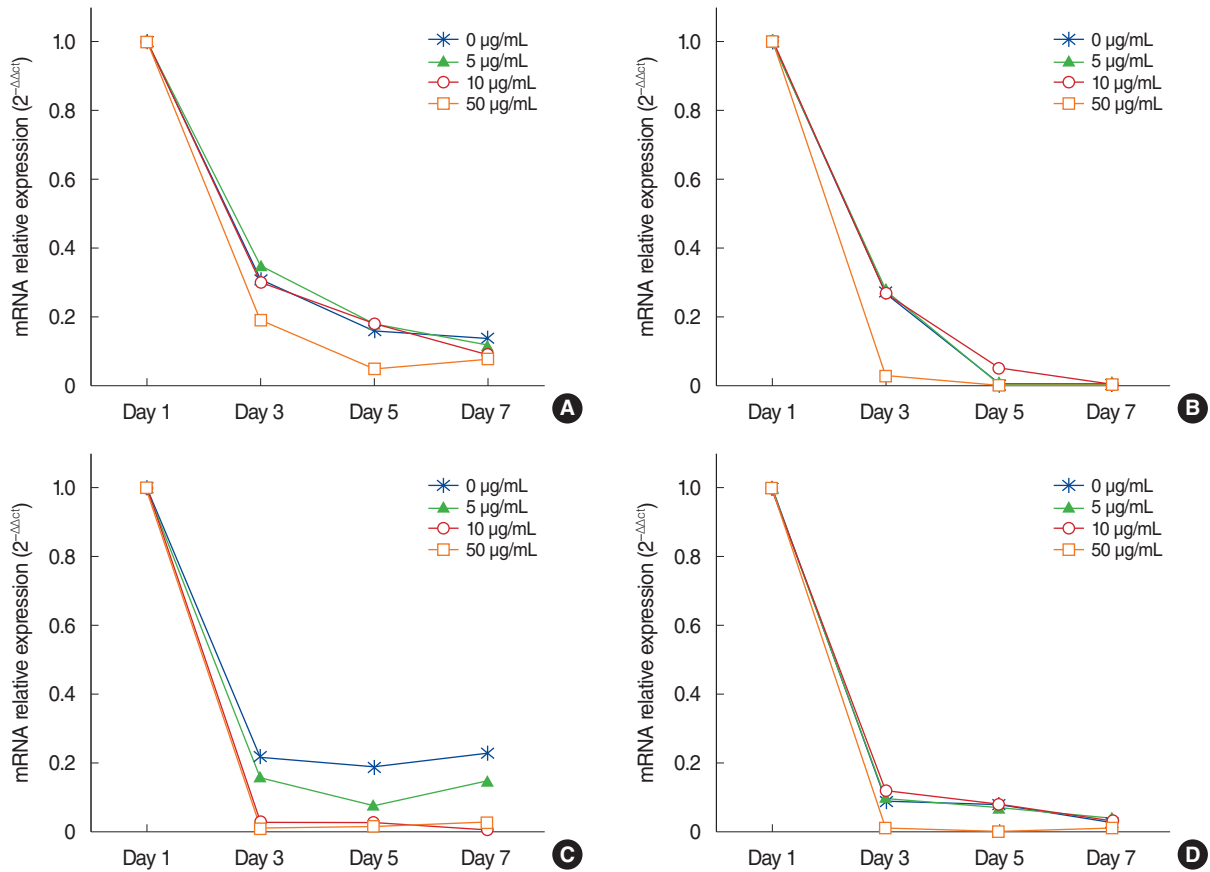 mRNA relative expression (2−ΔΔct)
1.0
0.8
0.6
0.4
0.2
0
0 µg/mL
5 µg/mL
10 µg/mL
50 µg/mL
Day 1 Day 3 Day 5 Day 7
A
mRNA relative expression (2−ΔΔct)
1.0
0.8
0.6
0.4
0.2
0
0 µg/mL
5 µg/mL
10 µg/mL
50 µg/mL
Day 1 Day 3 Day 5 Day 7
B
mRNA relative expression (2−ΔΔct)
1.0
0.8
0.6
0.4
0.2
0
0 µg/mL
5 µg/mL
10 µg/mL
50 µg/mL
Day 1 Day 3 Day 5 Day 7
C
mRNA relative expression (2−ΔΔct)
1.0
0.8
0.6
0.4
0.2
0
0 µg/mL
5 µg/mL
10 µg/mL
50 µg/mL
Day 1 Day 3 Day 5 Day 7
D